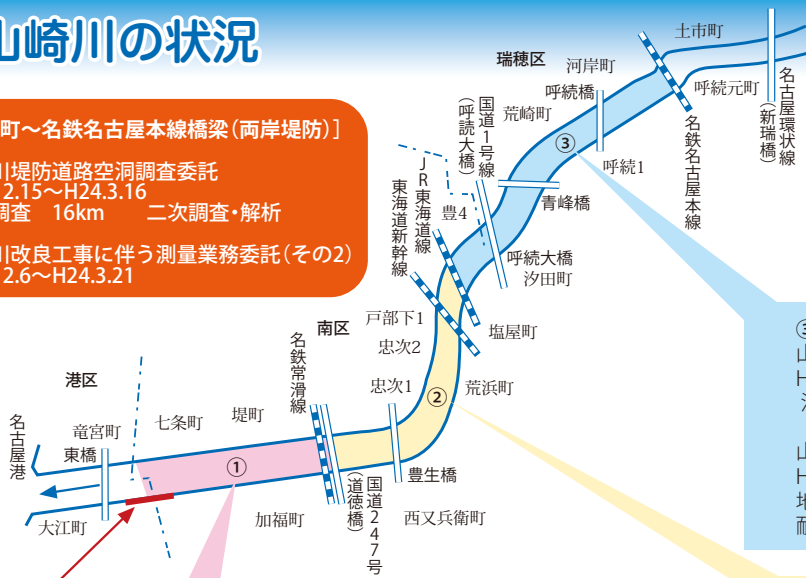 山崎川の状況
町～名鉄名古屋本線橋梁(両岸堤防)]
川堤防道路空洞調査委託
2.15～H24.3.16
調査 16km 二次調査・解析
川改良工事に伴う測量業務委託(その2)
2.6～H24.3.21
土市町
瑞穂区
河岸町
名古屋環状線
(新瑞橋)
呼続元町
呼続橋
荒崎町
国道1号線
(呼読大橋)
③
名鉄名古屋本線
呼続1
JR東海道線
東海道新幹線
豊4
青峰橋
呼続大橋
汐田町
戸部下1
塩屋町
南区
忠次2
名鉄常滑線
忠次1
荒浜町
②
港区
名古屋港
竜宮町
東橋
七条町
堤町
①
豊生橋
大江町
加福町
国道247号
(道徳橋)
西又兵衛町
③
山
H
山
H
地
耐